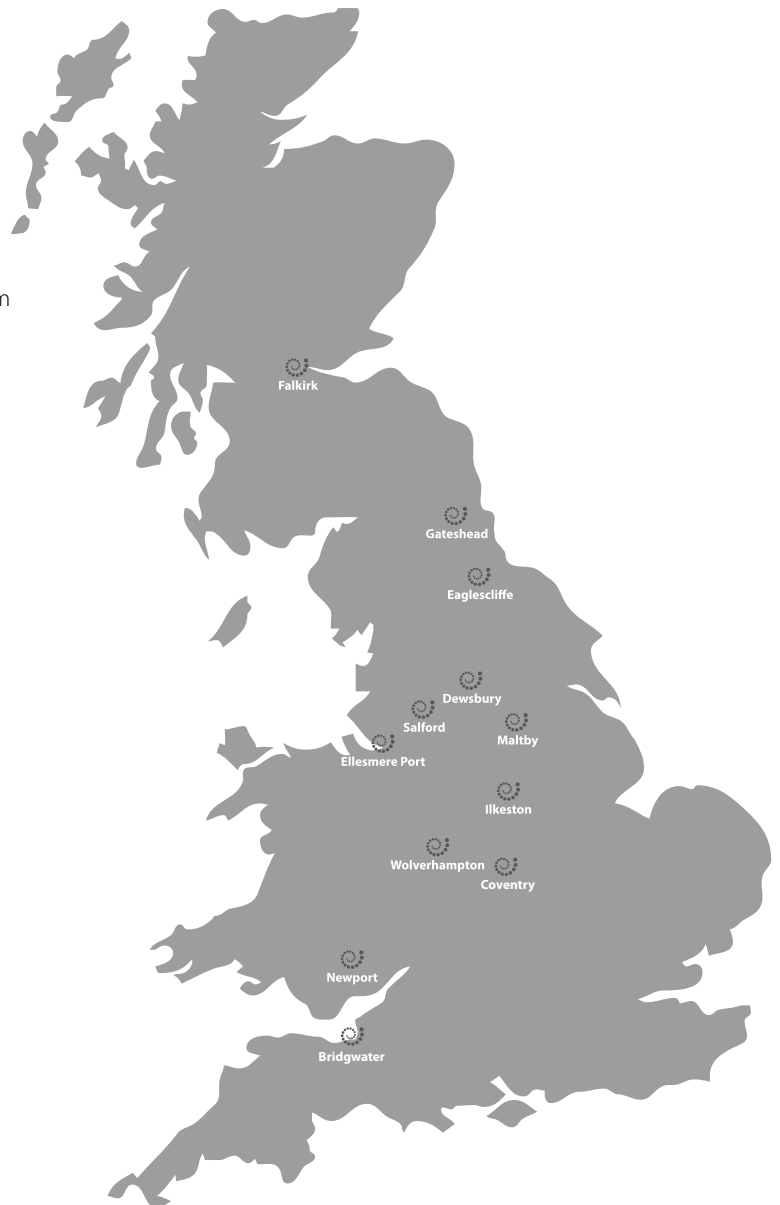 m
Falkirk
Gateshead
Eaglescliffe
Dewsbury
Salford
Maltby
Ellesmere Port
Ilkeston
Wolverhampton
Coventry
Newport
Bridgwater